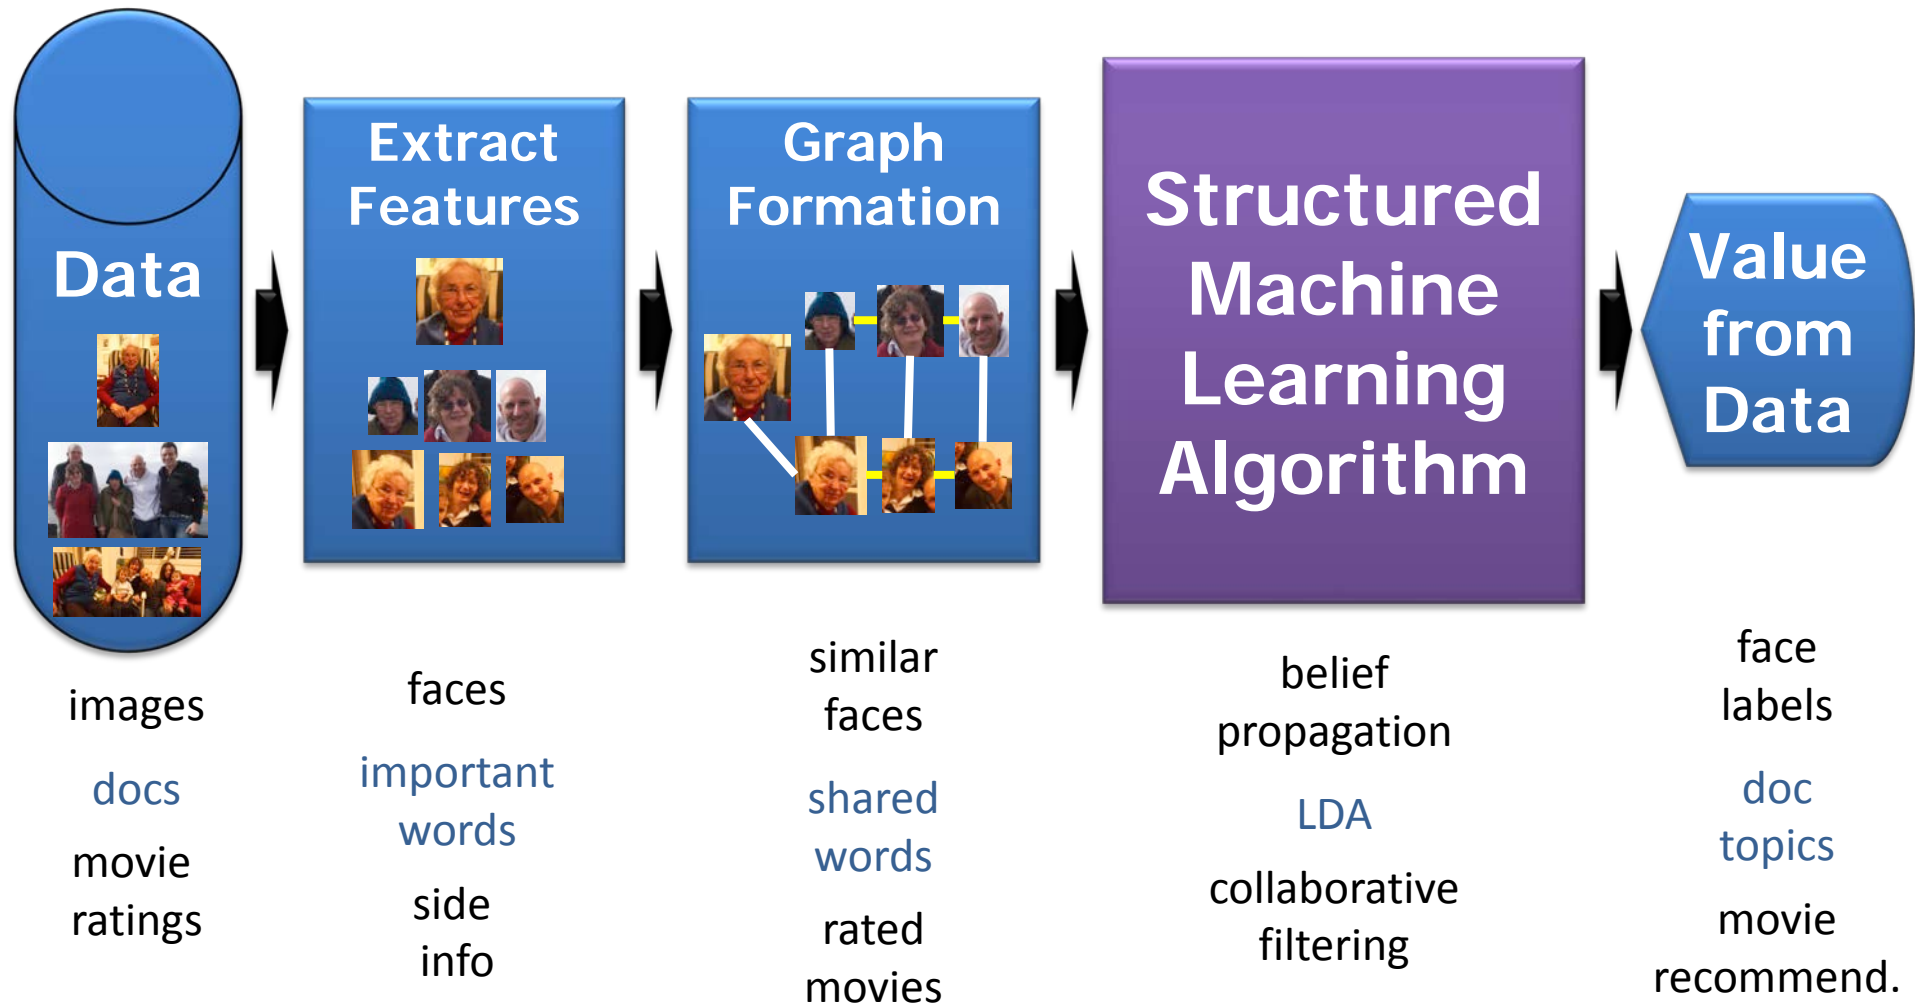 Data
Extract
Features
Graph
Formation
Structured
Machine
Learning
Algorithm
Value
from
Data
images
faces
similar
faces
belief
propagation
face
labels
docs
important
words
shared
words
LDA
doc
topics
movie
ratings
side
info
rated
movies
collaborative
filtering
movie
recommend.